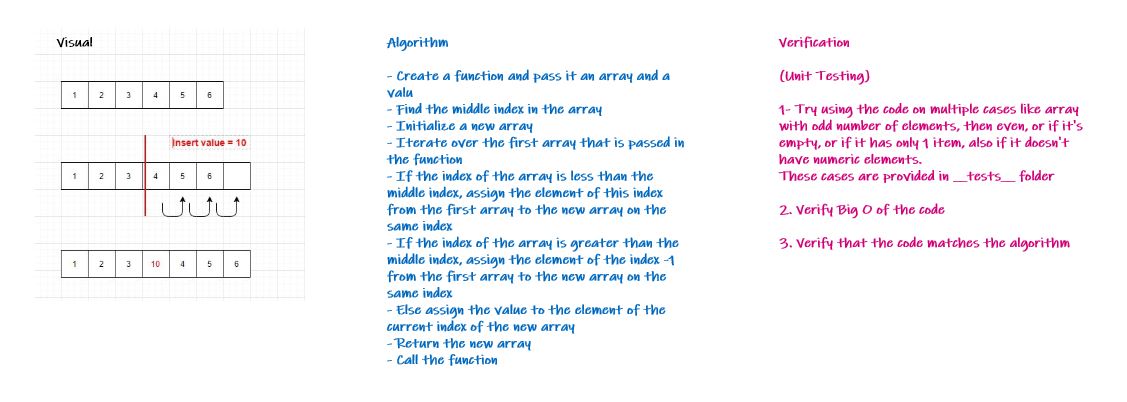 Visual
1 2 3 4 5 6
Insert value = 10
1 2 3 4 5 6
1 2 3 10 4 5 6
Algorithm
- Create a function and pass it an array and a
valu
- Find the middle index in the array
- Initialize a new array
- Iterate over the first array that is passed in
the function
- If the index of the array is less than the
middle index, assign the element of this index
from the first array to the new array on the
same index
- If the index of the array is greater than the
middle index, assign the element of the index -1
from the first array to the new array on the
same index
- Else assign the value to the element of the
current index of the new array
- Return the new array
- Call the function
Verification
(Unit Testing)
1- Try using the code on multiple cases like array
with odd number of elements, then even, or if it's
empty, or if it has only 1 item, also if it doesn't
have numeric elements.
These cases are provided in __tests__ folder
2. Verify Big O of the code
3. Verify that the code matches the algorithm